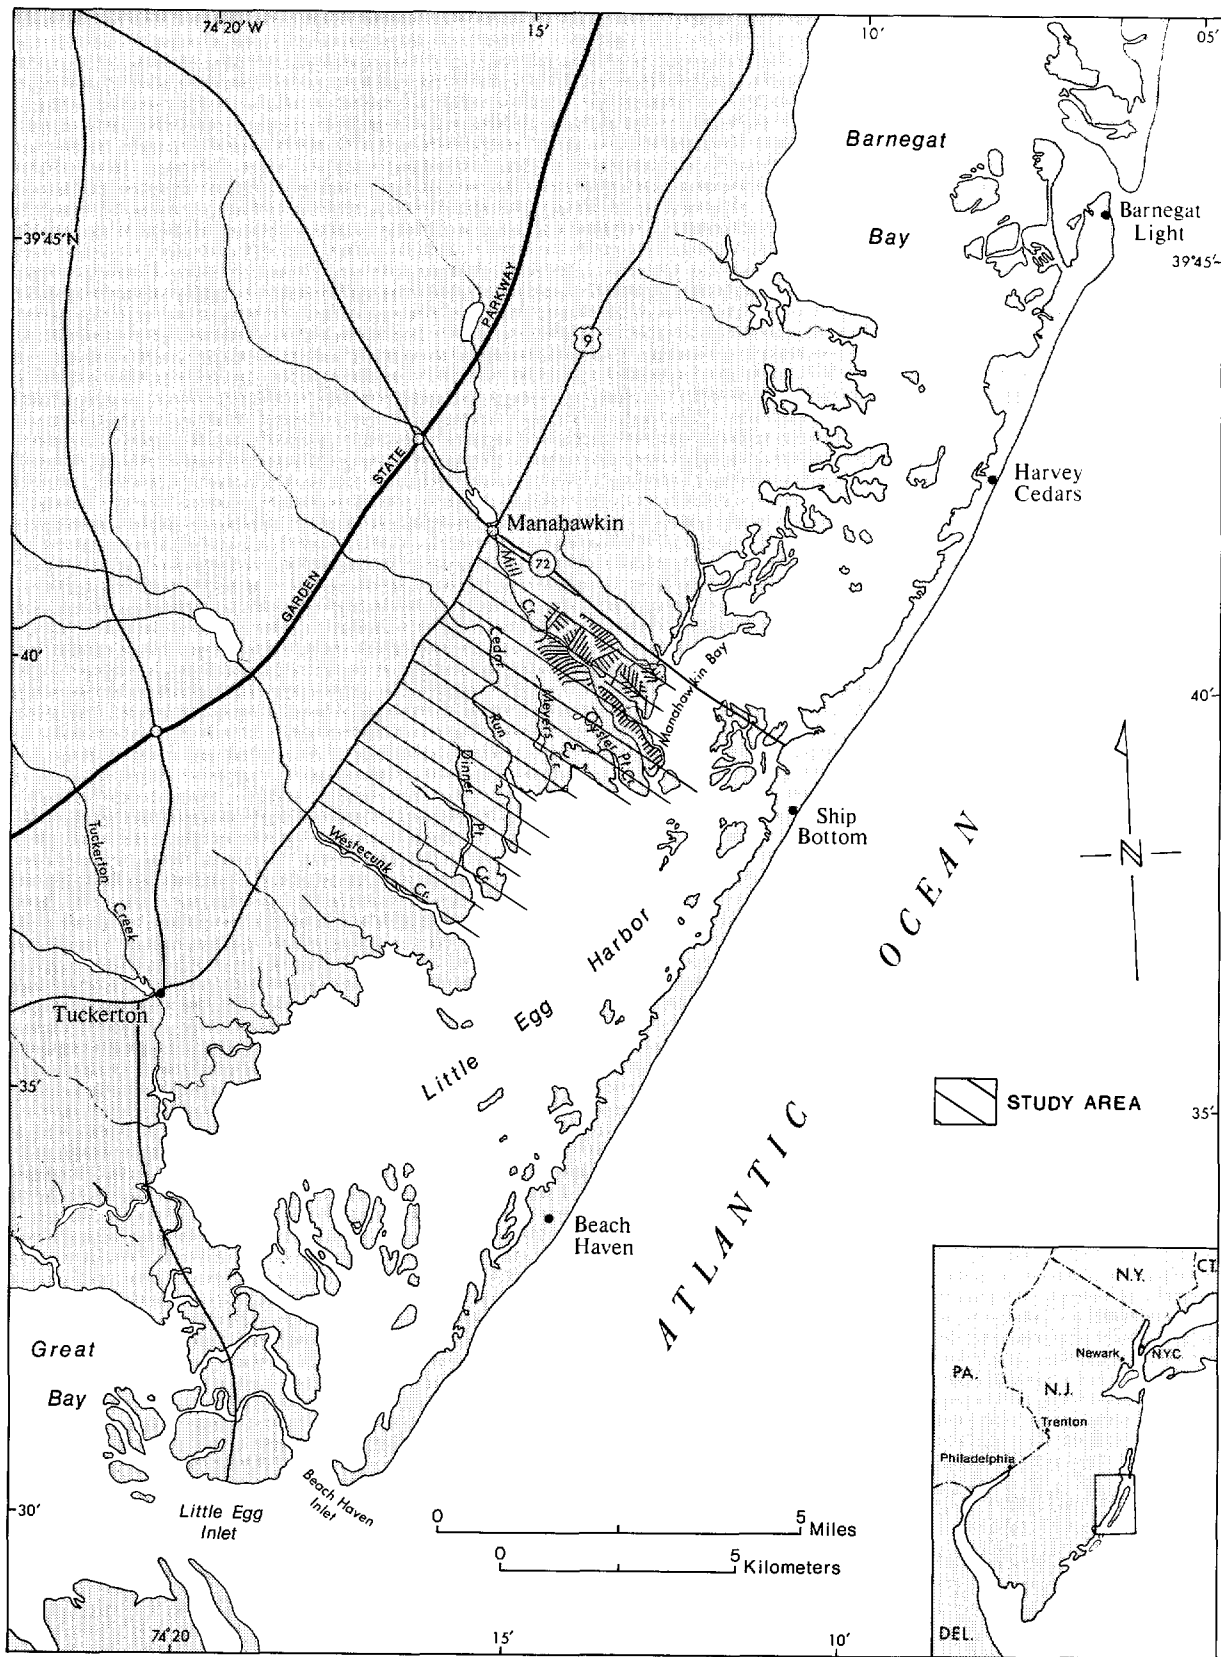 74°20' W
15'
10'
05'
Barnegat
Bay
Barnegat
Light
39°45'N
39°45'
PARKWAY
9
STATE
Harvey
Cedars
Manahawkin
72
GARDEN
Mill
Cr.
40'
Cedar
Run
Manahawkin Bay
40'
Meyers
Cr.
Oyster Pt. Cr.
Dinner
Pt.
Cr.
Ship
Bottom
Tuckerton
Creek
Westecunk
Cr.
OCEAN
N
Harbor
Egg
Little
Tuckerton
35'
STUDY AREA
35'
ATLANTIC
Beach
Haven
Great
Bay
N.Y.
CT.
Newark
N.Y.C.
PA.
N.J.
Trenton
Philadelphia
DEL.
30'
Little Egg
Inlet
Beach Haven
Inlet
0
5
Miles
0
5
Kilometers
74°20
15'
10'